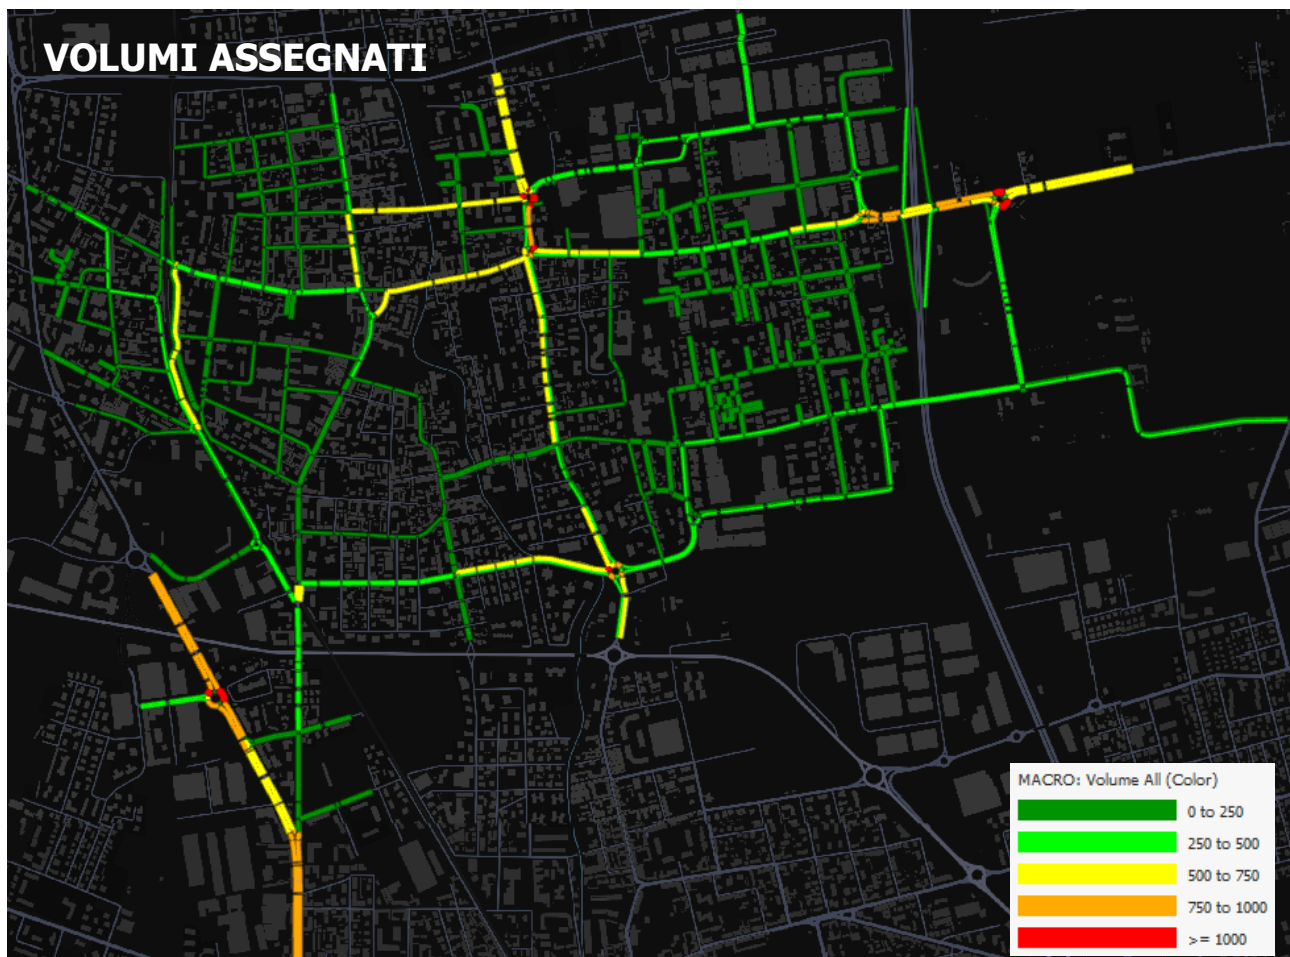 VOLUMI ASSEGNATI
MACRO: Volume All (Color)
0 to 250
250 to 500
500 to 750
750 to 1000
>= 1000